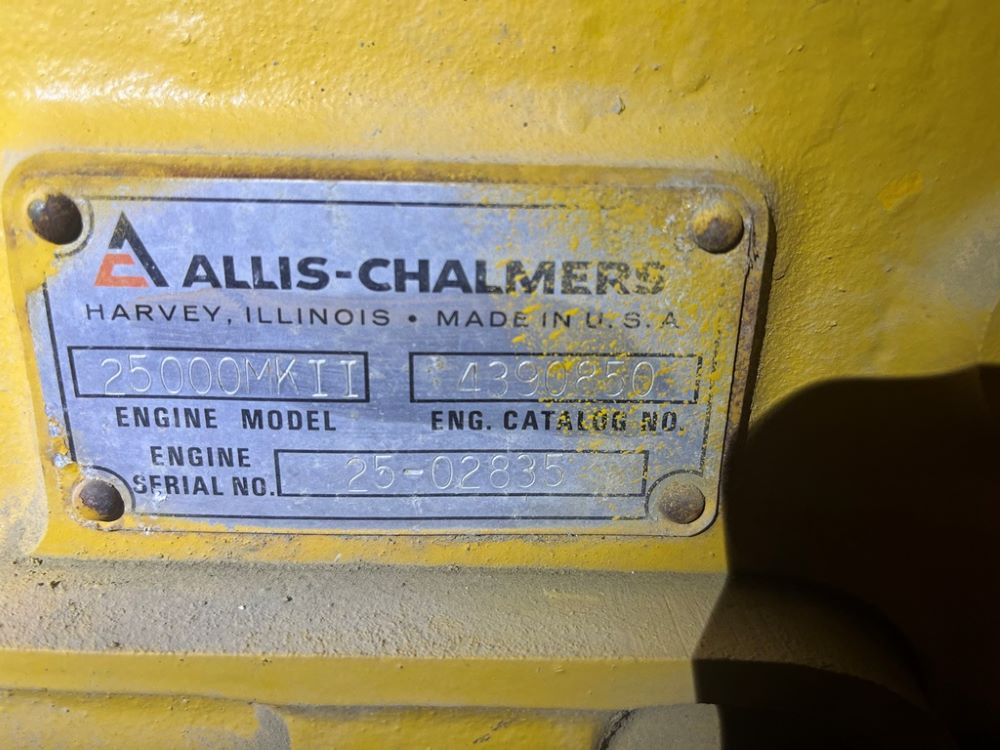 ALLIS-CHALMERS
HARVEY, ILLINOIS • MADE IN U.S.A
25000MKII 4390850
ENGINE MODEL ENG. CATALOG NO.
ENGINE
SERIAL NO. 25-02835